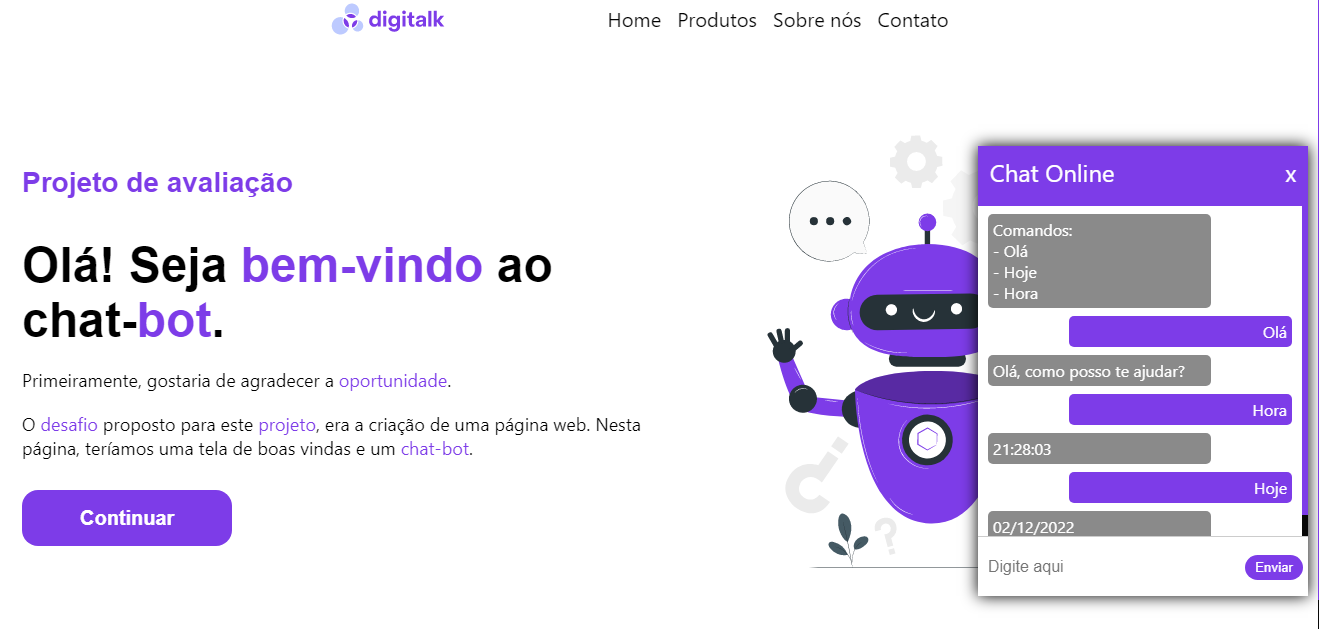 digitalk
Home Produtos Sobre nós Contato
Projeto de avaliação
Olá! Seja bem-vindo ao
chat-bot.
Primeiramente, gostaria de agradecer a oportunidade.
O desafio proposto para este projeto, era a criação de uma página web. Nesta
página, teríamos uma tela de boas vindas e um chat-bot.
Continuar
Chat Online x
Comandos:
- Olá
- Hoje
- Hora
Olá
Olá, como posso te ajudar?
Hora
21:28:03
Hoje
02/12/2022
Digite aqui Enviar